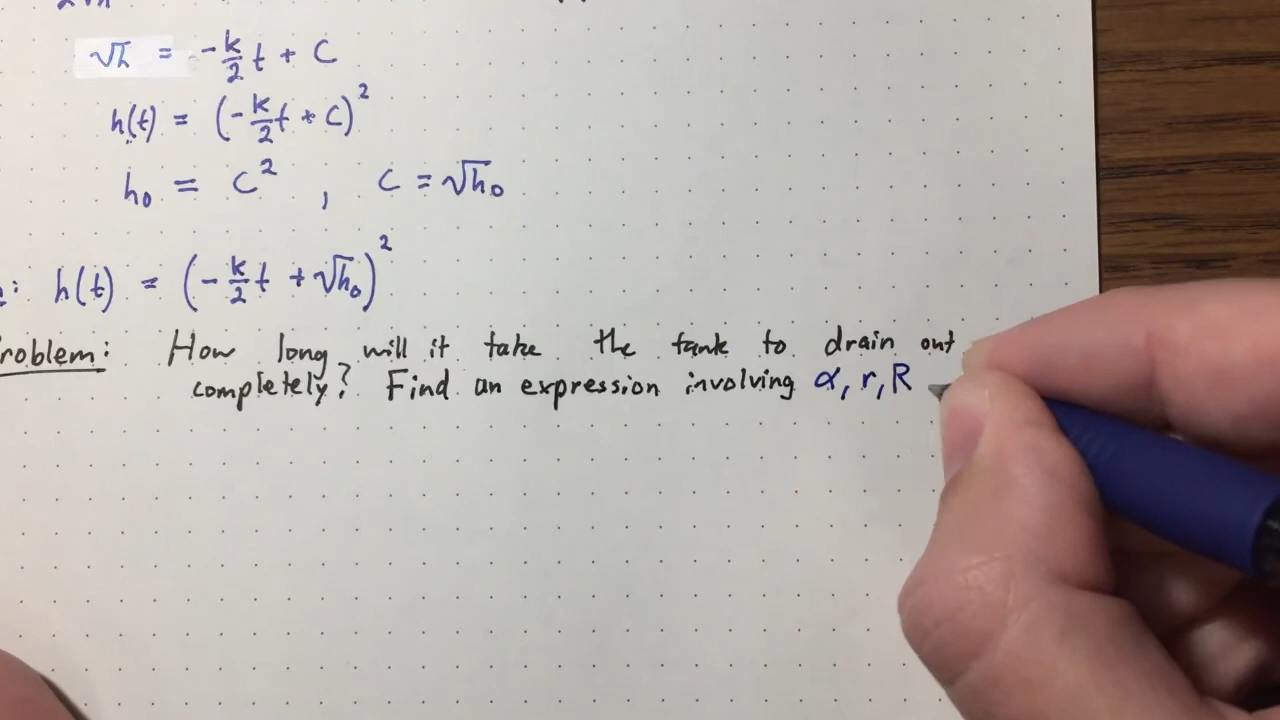 √h = -k/2 t + C
h(t) = (-k/2 t + C)²
h₀ = C² , C = √h₀
: h(t) = (-k/2 t + √h₀)²
roblem: How long will it take the tank to drain out
completely? Find an expression involving α, r, R